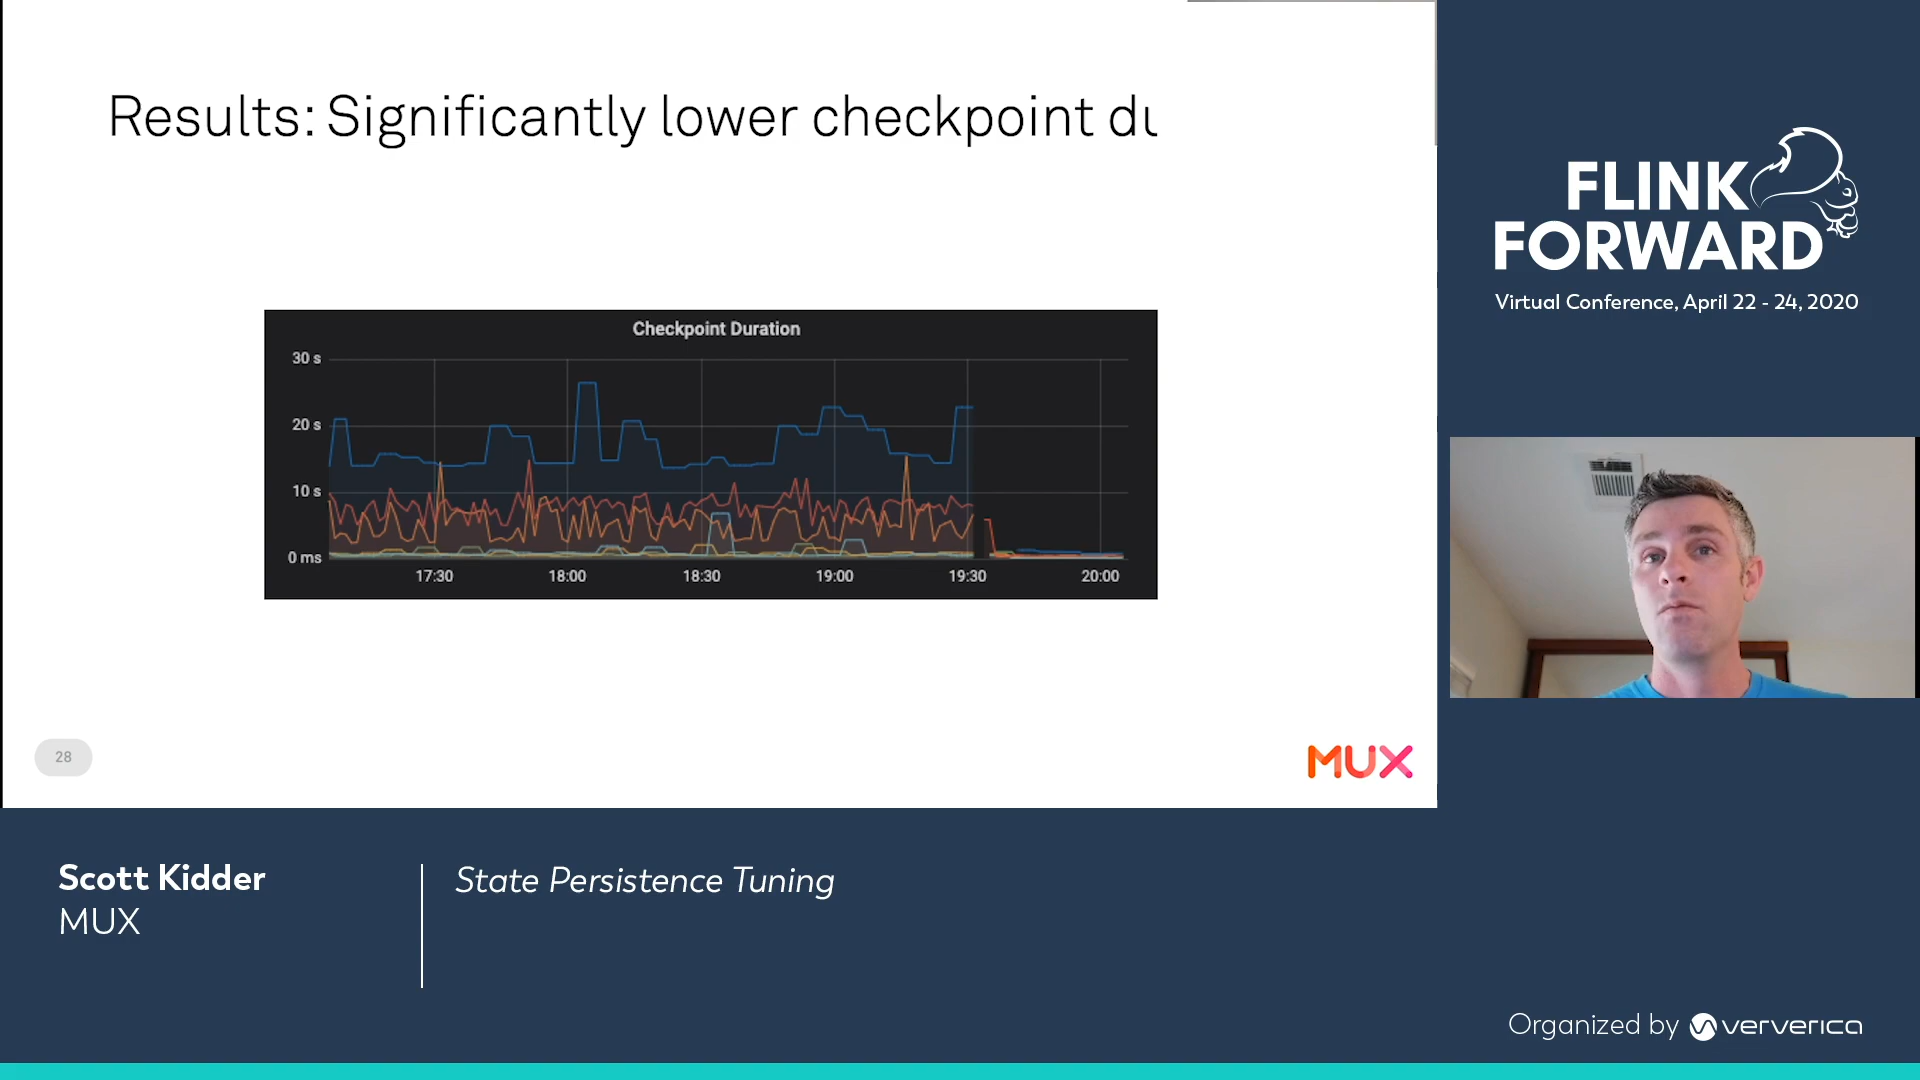 Results: Significantly lower checkpoint du
Checkpoint Duration
30 s
20 s
10 s
0 ms
17:30 18:00 18:30 19:00 19:30 20:00
28
MUX
FLINK
FORWARD
Virtual Conference, April 22 - 24, 2020
Scott Kidder
MUX
State Persistence Tuning
Organized by ververica